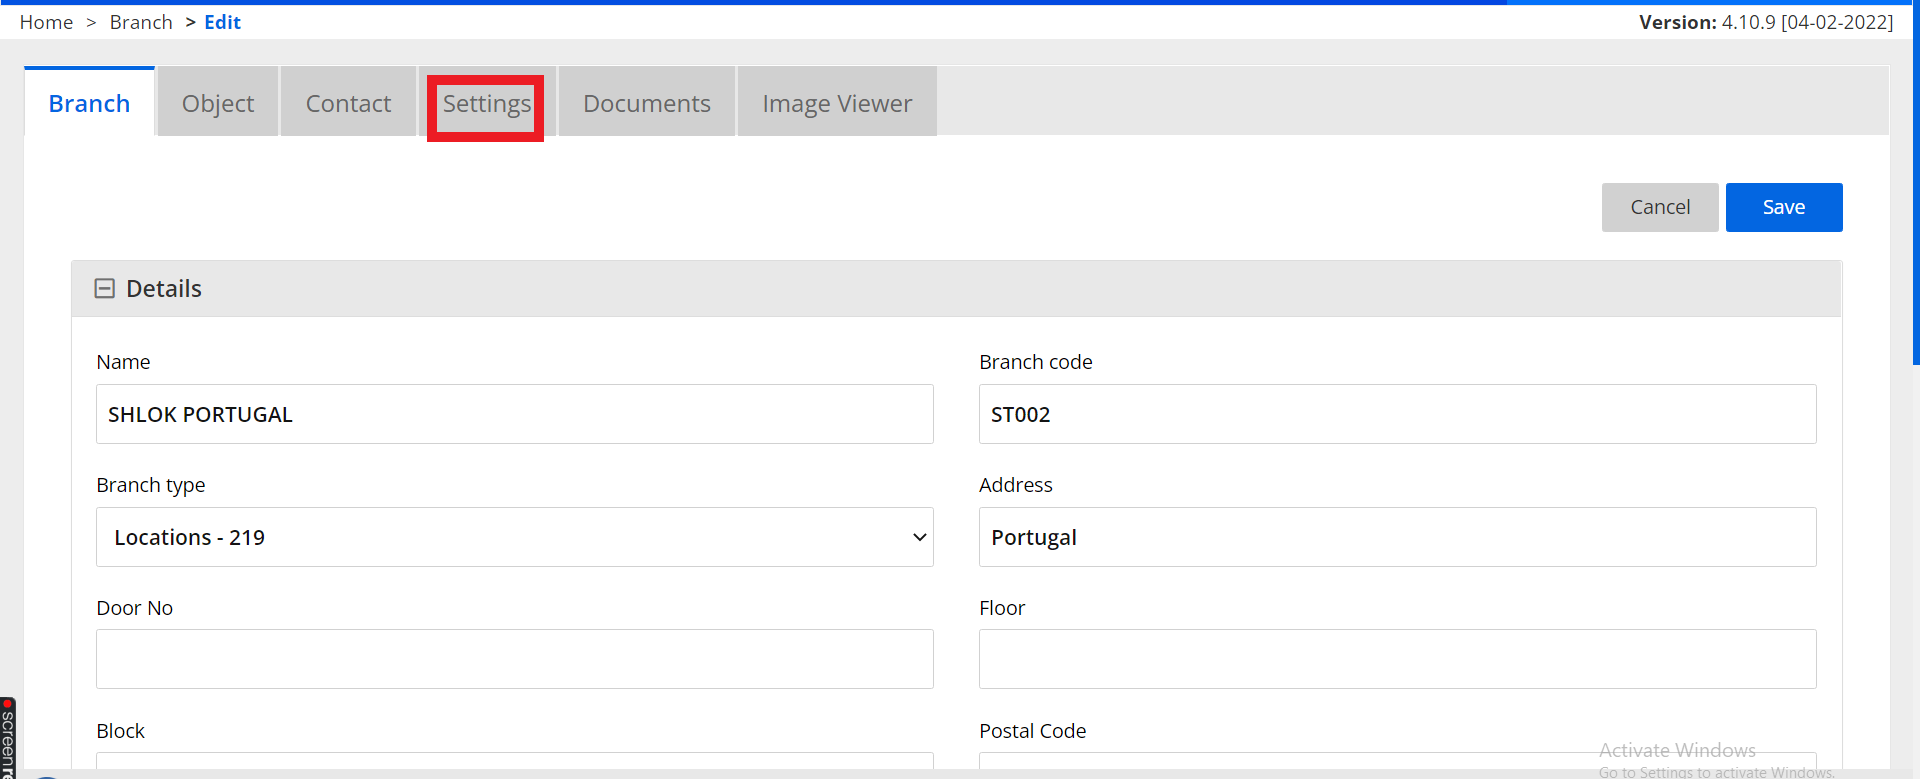 Home > Branch > Edit
Version: 4.10.9 [04-02-2022]
Branch Object Contact Settings Documents Image Viewer
Cancel Save
Details
Name Branch code
SHLOK PORTUGAL ST002
Branch type Address
Locations - 219 Portugal
Door No Floor
Block Postal Code
Activate Windows
Go to Settings to activate Windows.
screenre